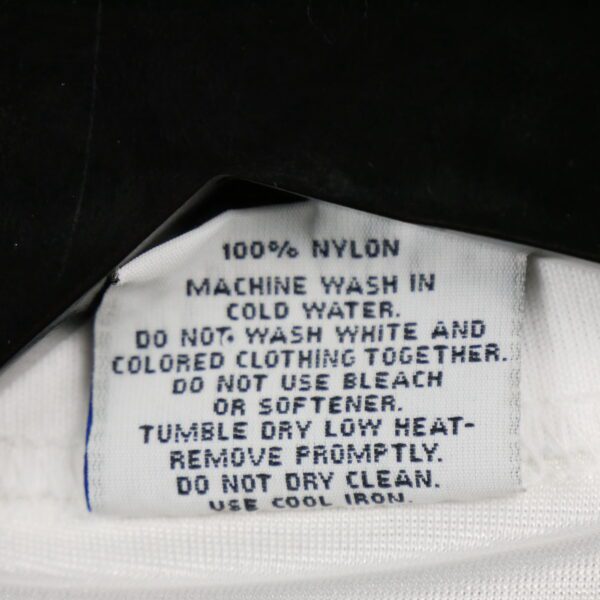 100% NYLON
MACHINE WASH IN
COLD WATER.
DO NOT WASH WHITE AND
COLORED CLOTHING TOGETHER.
DO NOT USE BLEACH
OR SOFTENER.
TUMBLE DRY LOW HEAT-
REMOVE PROMPTLY.
DO NOT DRY CLEAN.
USE COOL IRON.